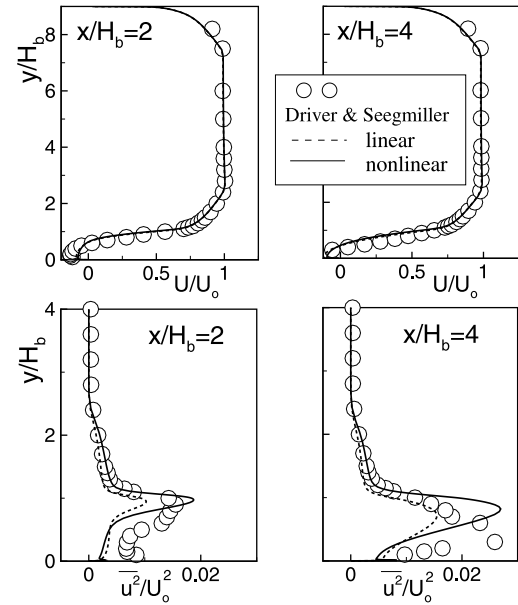 x/H_b=2
y/H_b
8
6
4
2
0
0
0.5
1
U/U_o
x/H_b=4
Driver & Seegmiller
linear
nonlinear
0
0.5
1
U/U_o
x/H_b=2
y/H_b
4
2
0
0
0.02
u²/U_o²
x/H_b=4
0
0.02
u²/U_o²